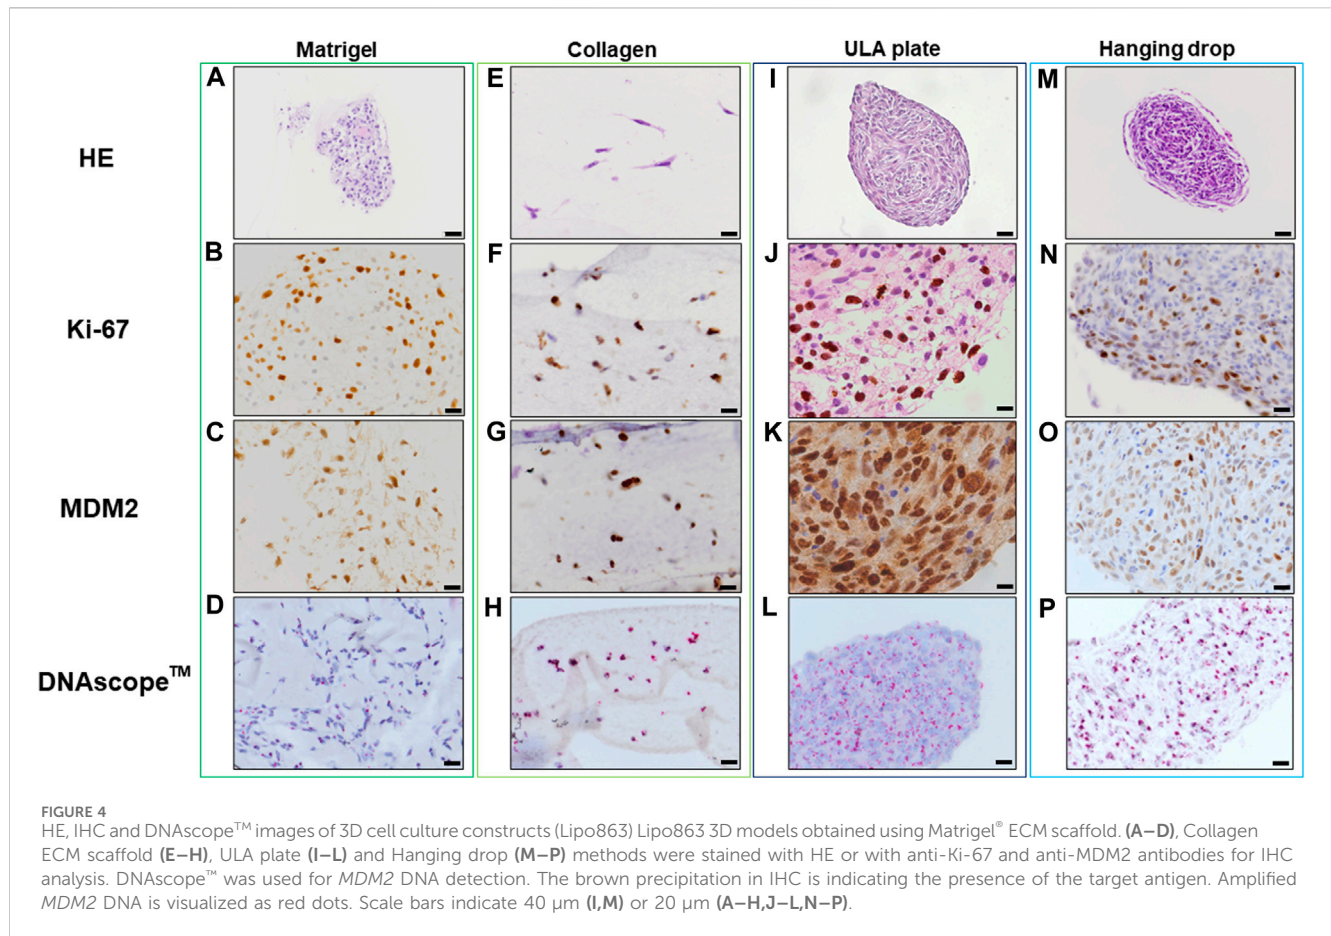 Matrigel Collagen ULA plate Hanging drop
A E I M
HE
B F J N
Ki-67
C G K O
MDM2
D H L P
DNAscope™
FIGURE 4
HE, IHC and DNAscope™ images of 3D cell culture constructs (Lipo863) Lipo863 3D models obtained using Matrigel® ECM scaffold. (A–D), Collagen
ECM scaffold (E–H), ULA plate (I–L) and Hanging drop (M–P) methods were stained with HE or with anti-Ki-67 and anti-MDM2 antibodies for IHC
analysis. DNAscope™ was used for MDM2 DNA detection. The brown precipitation in IHC is indicating the presence of the target antigen. Amplified
MDM2 DNA is visualized as red dots. Scale bars indicate 40 µm (I,M) or 20 µm (A–H,J–L,N–P).